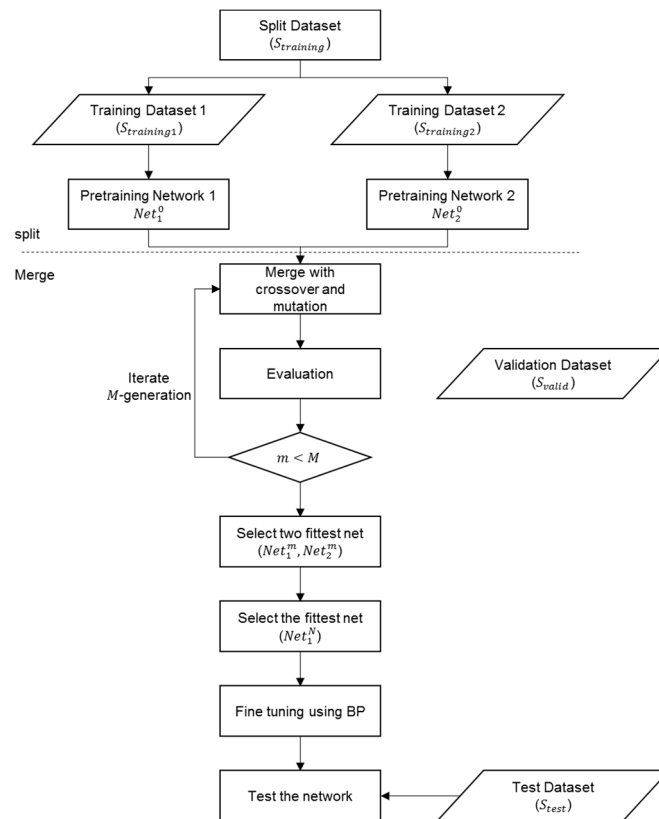 Split Dataset
(S_training)
Training Dataset 1
(S_training1)
Training Dataset 2
(S_training2)
Pretraining Network 1
Net_1^0
Pretraining Network 2
Net_2^0
split
Merge
Merge with
crossover and
mutation
Evaluation
Validation Dataset
(S_valid)
Iterate
M-generation
m < M
Select two fittest net
(Net_1^m, Net_2^m)
Select the fittest net
(Net_1^N)
Fine tuning using BP
Test the network
Test Dataset
(S_test)